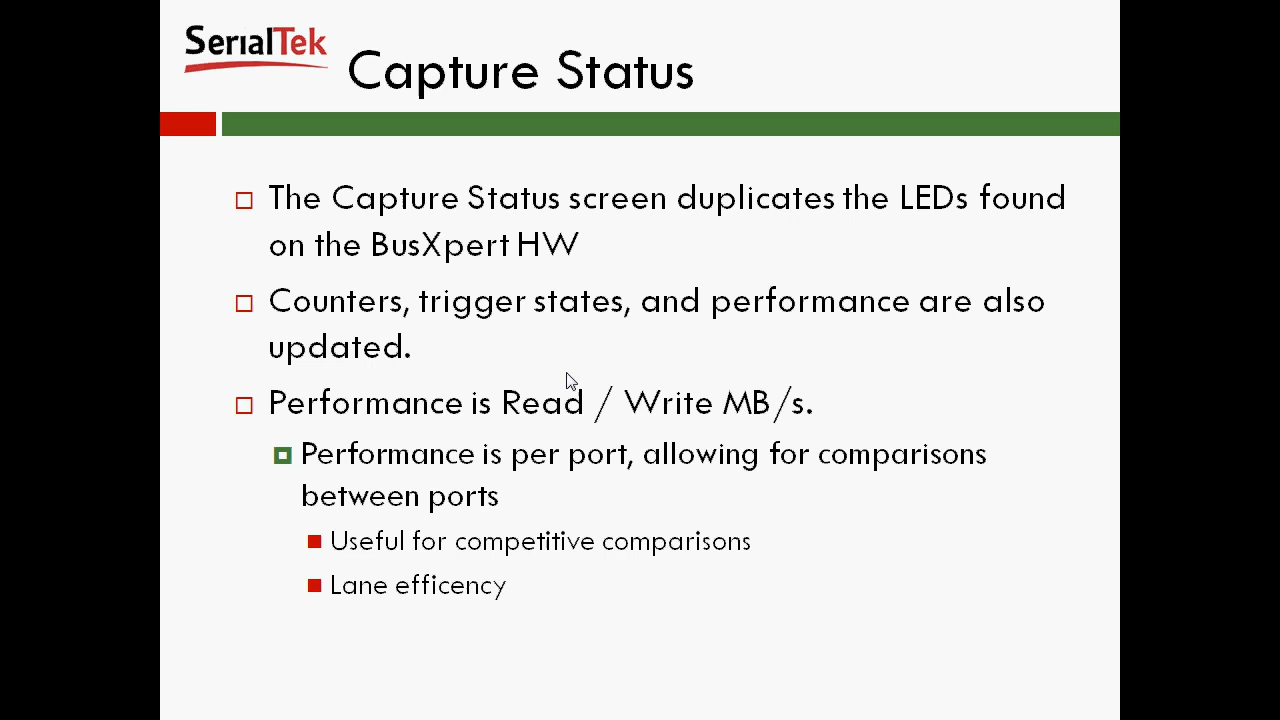 SerialTek
Capture Status
The Capture Status screen duplicates the LEDs found
on the BusXpert HW
Counters, trigger states, and performance are also
updated.
Performance is Read / Write MB/s.
Performance is per port, allowing for comparisons
between ports
Useful for competitive comparisons
Lane efficency